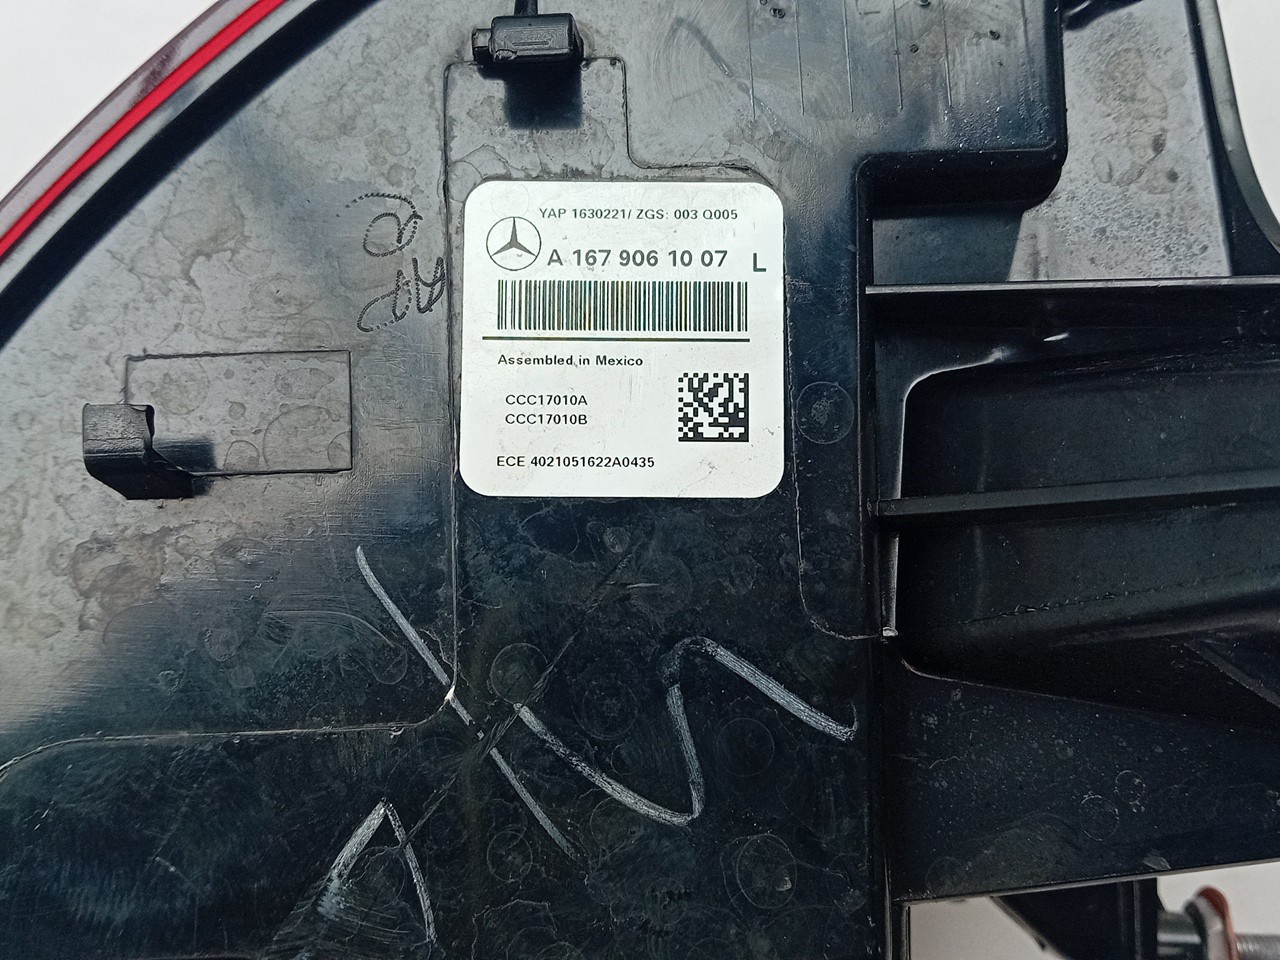 YAP 1630221/ ZGS: 003 Q005
A 167 906 10 07 L
Assembled in Mexico
CCC17010A
CCC17010B
ECE 4021051622A0435